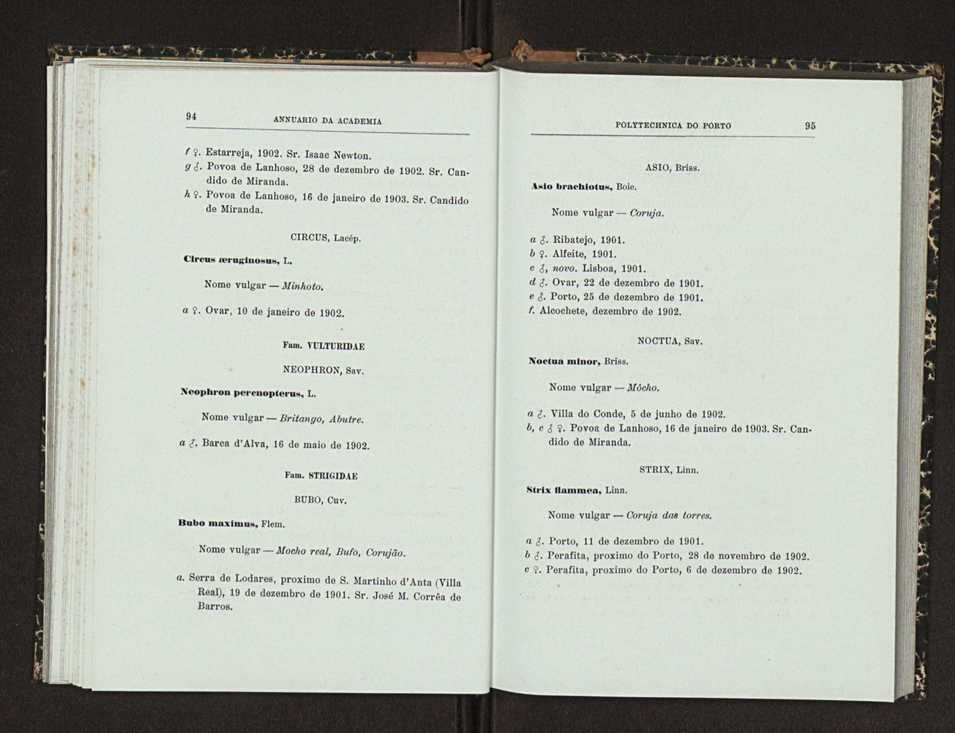 94
ANNUARIO DA ACADEMIA
f ♀. Estarreja, 1902. Sr. Isaac Newton.
g ♂. Povoa de Lanhoso, 28 de dezembro de 1902. Sr. Can-
dido de Miranda.
h ♀. Povoa de Lanhoso, 16 de janeiro de 1903. Sr. Candido
de Miranda.
CIRCUS, Lacép.
Circus æruginosus, L.
Nome vulgar — Minhoto.
a ♀. Ovar, 10 de janeiro de 1902.
Fam. VULTURIDAE
NEOPHRON, Sav.
Neophron percnopterus, L.
Nome vulgar — Britango, Abutre.
a ♂. Barca d'Alva, 16 de maio de 1902.
Fam. STRIGIDAE
BUBO, Cuv.
Bubo maximus, Flem.
Nome vulgar — Mocho real, Bufo, Corujão.
a. Serra de Lodares, proximo de S. Martinho d'Anta (Villa
Real), 19 de dezembro de 1901. Sr. José M. Corrêa de
Barros.
POLYTECHNICA DO PORTO
95
ASIO, Briss.
Asio brachiotus, Boie.
Nome vulgar — Coruja.
a ♂. Ribatejo, 1901.
b ♀. Alfeite, 1901.
c ♂, novo. Lisboa, 1901.
d ♂. Ovar, 22 de dezembro de 1901.
e ♂. Porto, 25 de dezembro de 1901.
f. Alcochete, dezembro de 1902.
NOCTUA, Sav.
Noctua minor, Briss.
Nome vulgar — Môcho.
a ♂. Villa do Conde, 5 de junho de 1902.
b, c ♂ ♀. Povoa de Lanhoso, 16 de janeiro de 1903. Sr. Can-
dido de Miranda.
STRIX, Linn.
Strix flammea, Linn.
Nome vulgar — Coruja das torres.
a ♂. Porto, 11 de dezembro de 1901.
b ♂. Perafita, proximo do Porto, 28 de novembro de 1902.
c ♀. Perafita, proximo do Porto, 6 de dezembro de 1902.